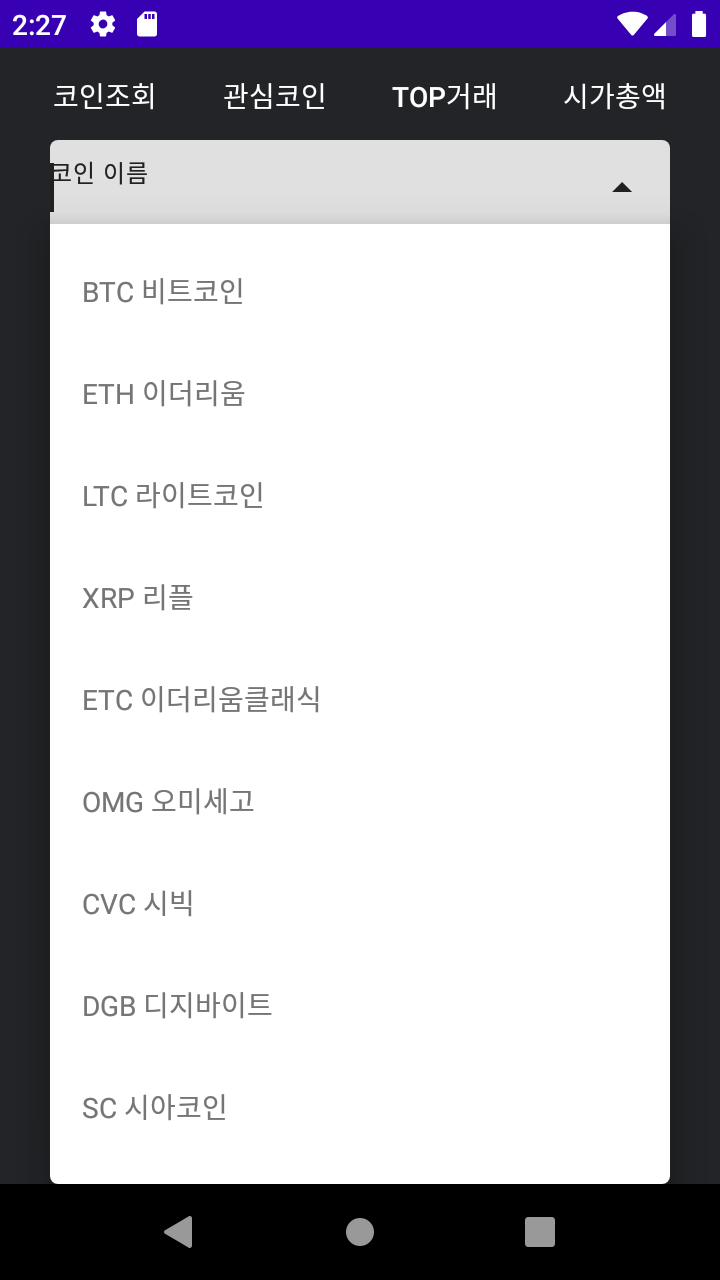 2:27
코인조회 관심코인 TOP거래 시가총액
코인 이름
BTC 비트코인
ETH 이더리움
LTC 라이트코인
XRP 리플
ETC 이더리움클래식
OMG 오미세고
CVC 시빅
DGB 디지바이트
SC 시아코인